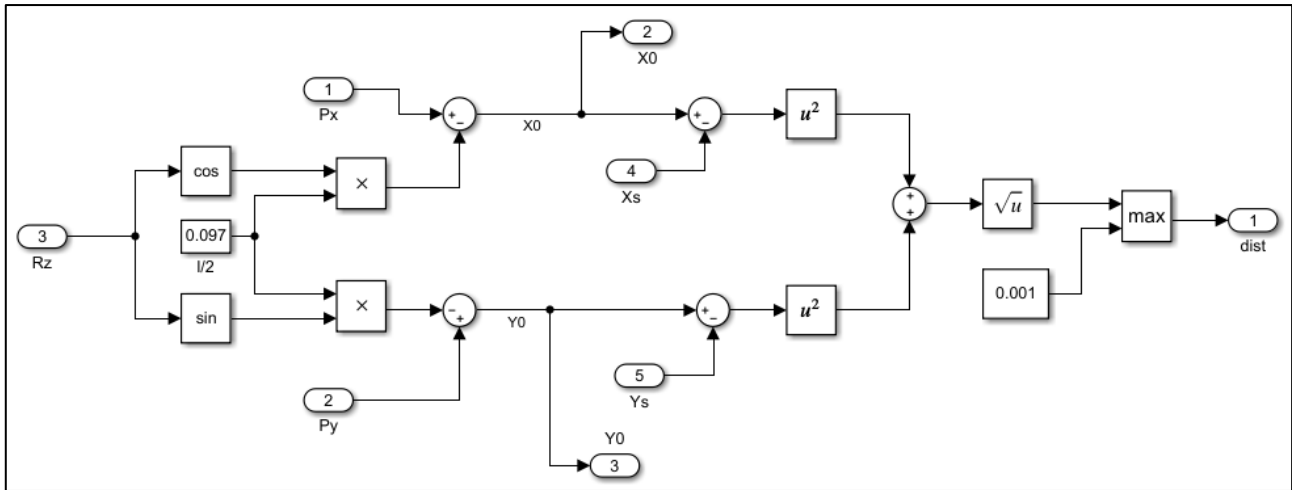 2
X0
1
Px
+
−
X0
+
−
u²
4
Xs
cos
×
3
Rz
0.097
l/2
+
+
√u
max
1
dist
sin
×
−
+
Y0
+
−
u²
0.001
5
Ys
2
Py
Y0
3